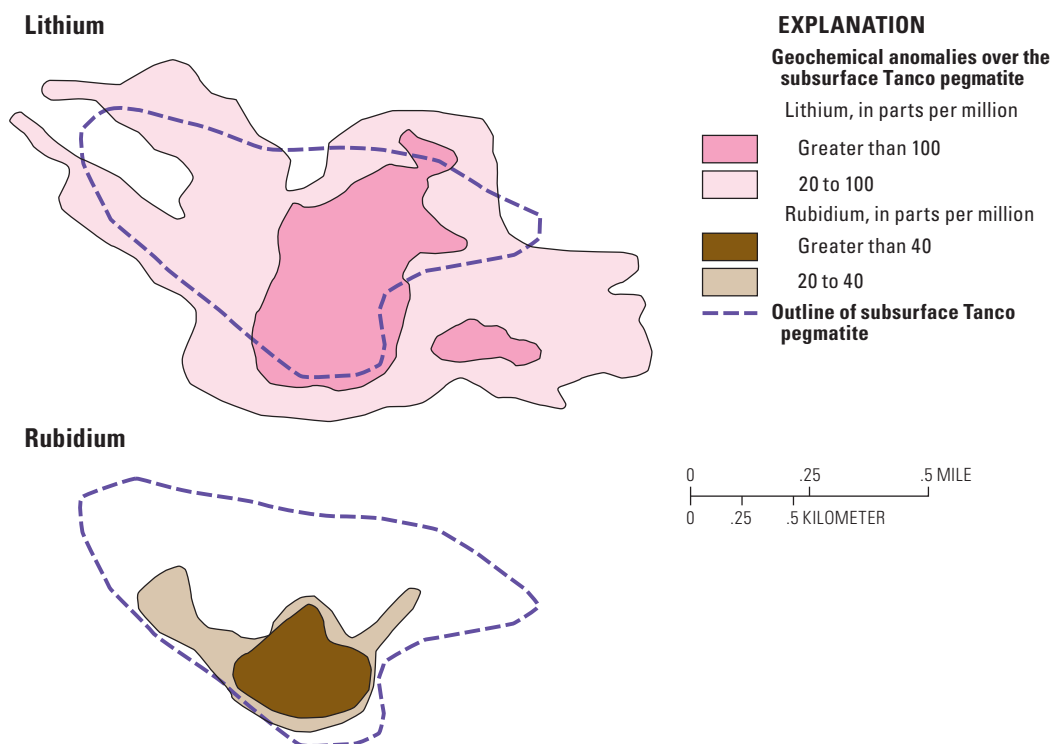 Lithium
EXPLANATION
Geochemical anomalies over the
subsurface Tanco pegmatite
Lithium, in parts per million
Greater than 100
20 to 100
Rubidium, in parts per million
Greater than 40
20 to 40
Outline of subsurface Tanco
pegmatite
Rubidium
0 .25 .5 MILE
0 .25 .5 KILOMETER